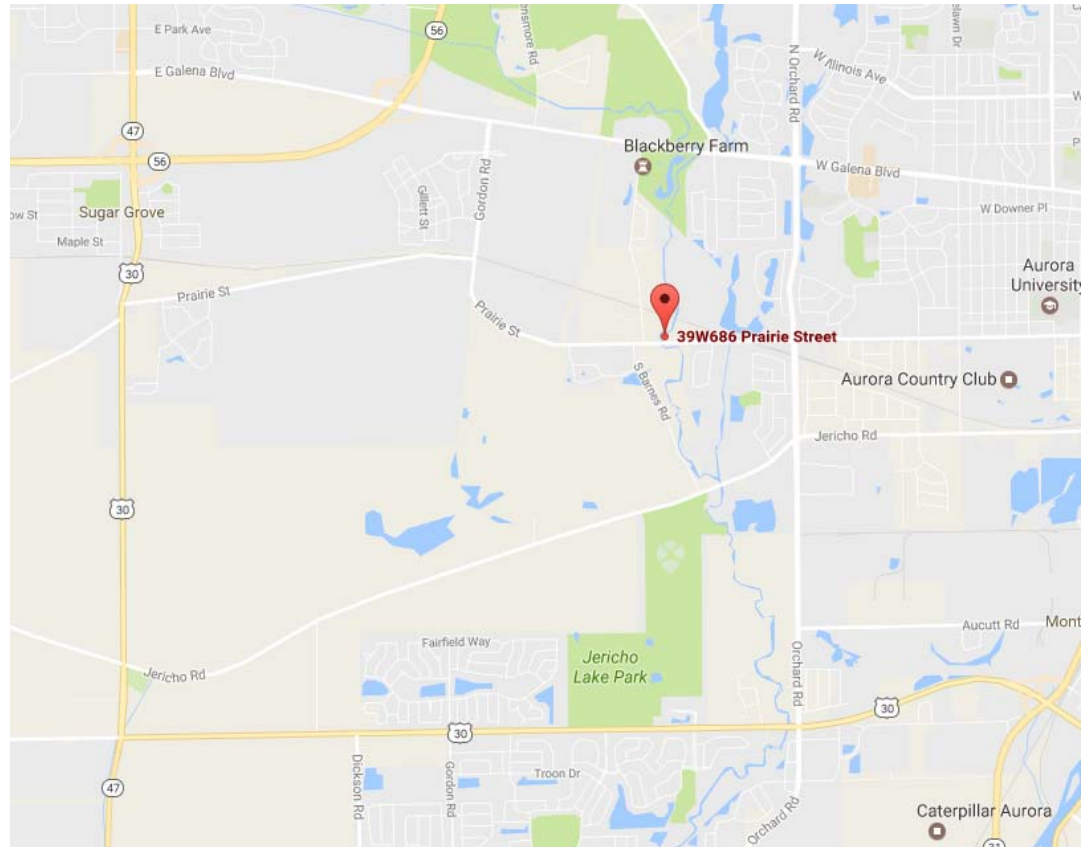 E Park Ave
56
N Orchard Rd
W Illinois Ave
E Galena Blvd
47
56
Gordon Rd
Blackberry Farm
W Galena Blvd
Gillett St
Sugar Grove
W Downer Pl
Maple St
30
Aurora
University
Prairie St
Prairie St
39W686 Prairie Street
S Barnes Rd
Aurora Country Club
Jericho Rd
30
Aucutt Rd
Fairfield Way
Jericho
Lake Park
Orchard Rd
Jericho Rd
30
30
Dickson Rd
Gordon Rd
Troon Dr
47
Orchard Rd
Caterpillar Aurora
31